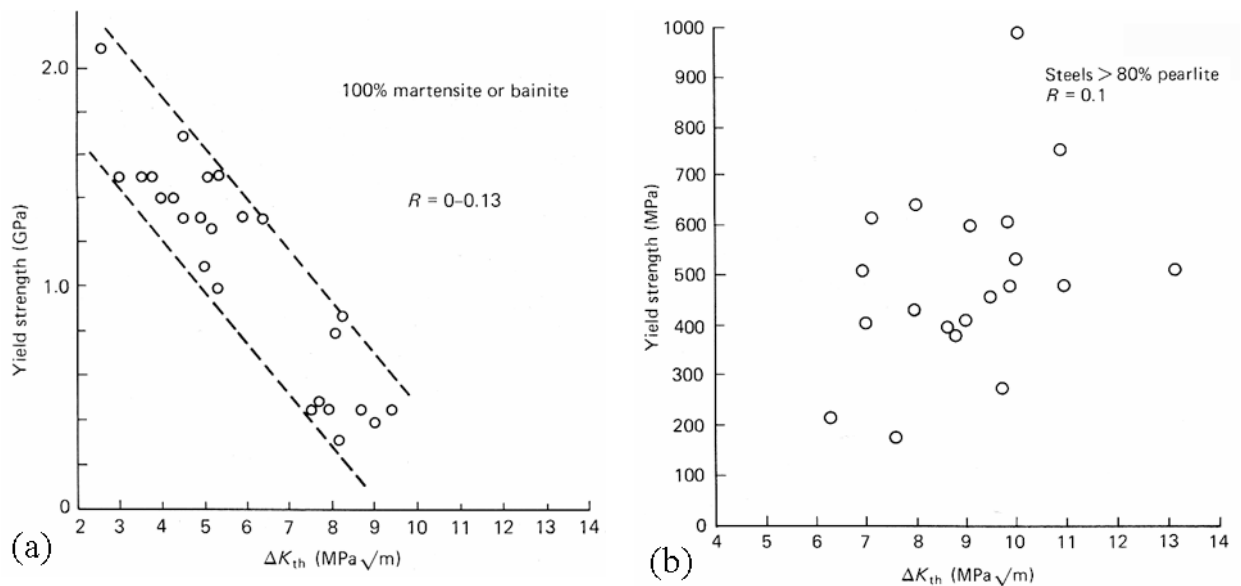 2.0
1.0
0
Yield strength (GPa)
100% martensite or bainite
R = 0–0.13
2 3 4 5 6 7 8 9 10 11 12 13 14
ΔKth (MPa√m)
(a)
1000
900
800
700
600
500
400
300
200
100
0
Yield strength (MPa)
Steels > 80% pearlite
R = 0.1
4 5 6 7 8 9 10 11 12 13 14
ΔKth (MPa√m)
(b)